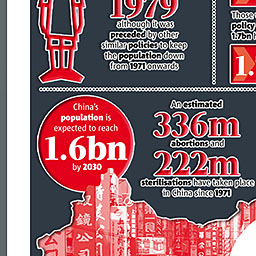 1979
although it was
preceded by other
similar policies to keep
the population down
from 1971 onwards
Those
policy
1.7bn
1.
China's
population is
expected to reach
1.6bn
by 2030
An estimated
336m
abortions and
222m
sterilisations have taken place
in China since 1971